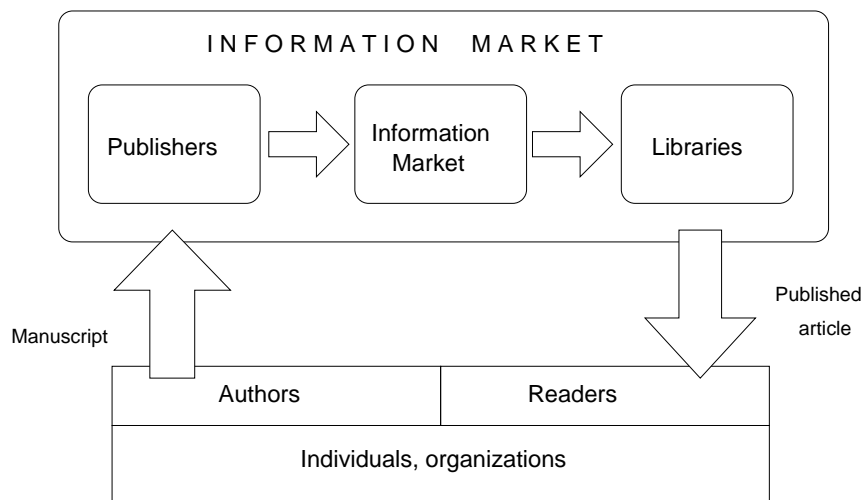 INFORMATION MARKET
Publishers
Information
Market
Libraries
Manuscript
Published
article
Authors
Readers
Individuals, organizations